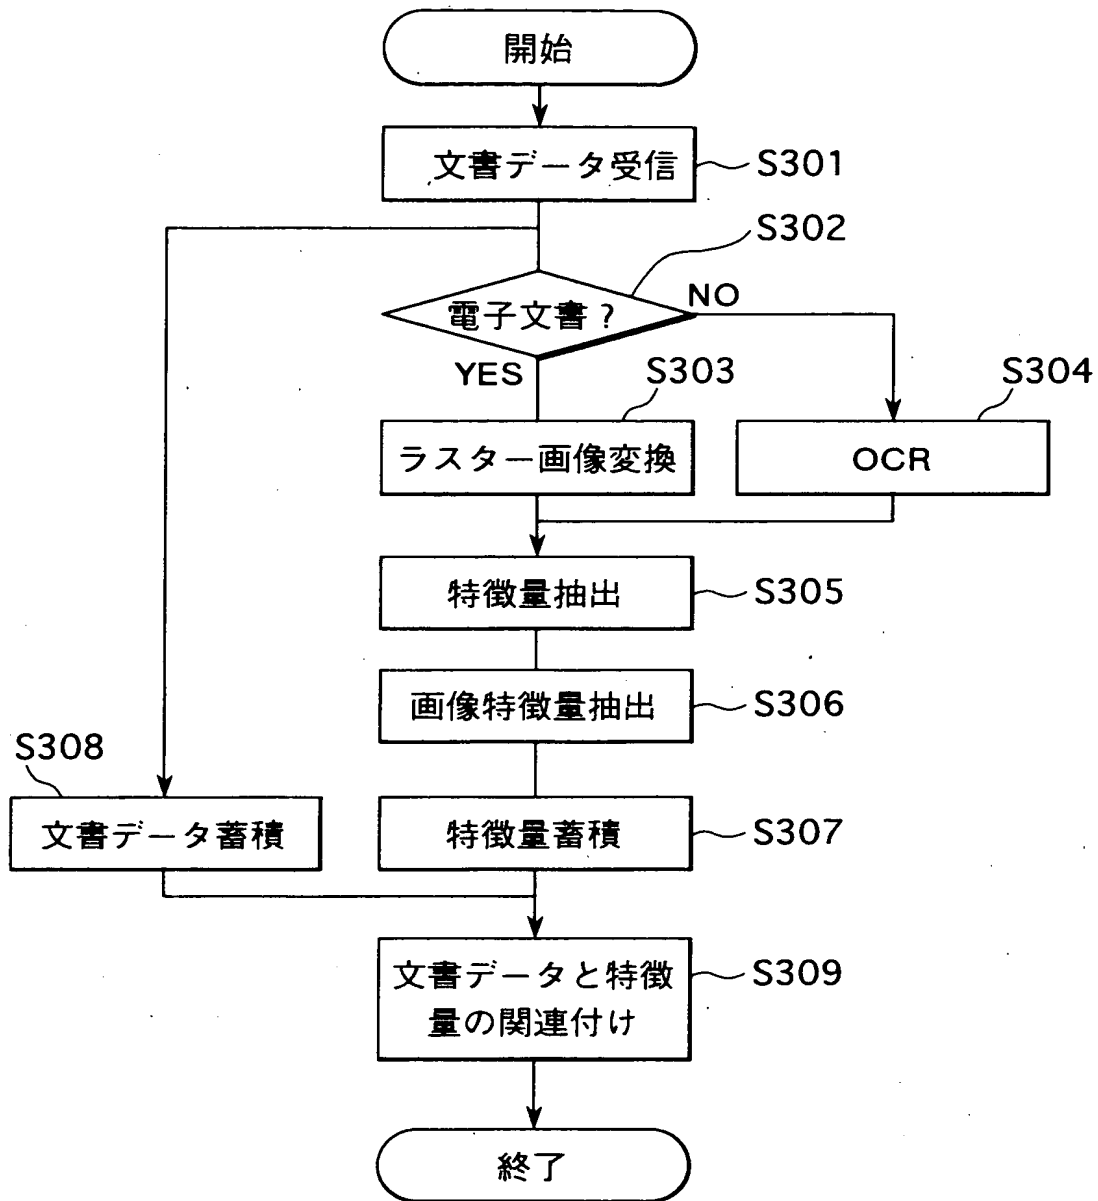 開始
文書データ受信
S301
S302
電子文書?
NO
YES
S303
S304
ラスター画像変換
OCR
特徴量抽出
S305
画像特徴量抽出
S306
S308
文書データ蓄積
特徴量蓄積
S307
文書データと特徴
量の関連付け
S309
終了